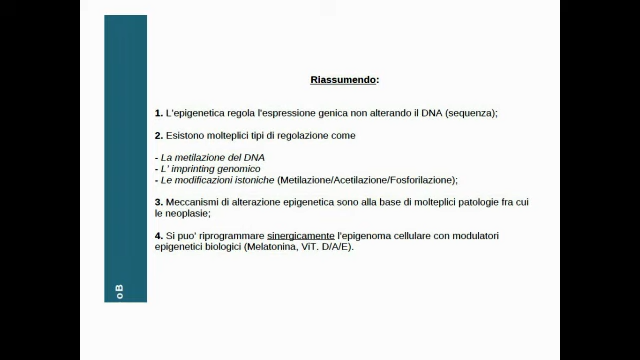 Riassumendo:
1. L'epigenetica regola l'espressione genica non alterando il DNA (sequenza);
2. Esistono molteplici tipi di regolazione come
- La metilazione del DNA
- L' imprinting genomico
- Le modificazioni istoniche (Metilazione/Acetilazione/Fosforilazione);
3. Meccanismi di alterazione epigenetica sono alla base di molteplici patologie fra cui
le neoplasie;
4. Si puo' riprogrammare sinergicamente l'epigenoma cellulare con modulatori
epigenetici biologici (Melatonina, ViT. D/A/E).
oB